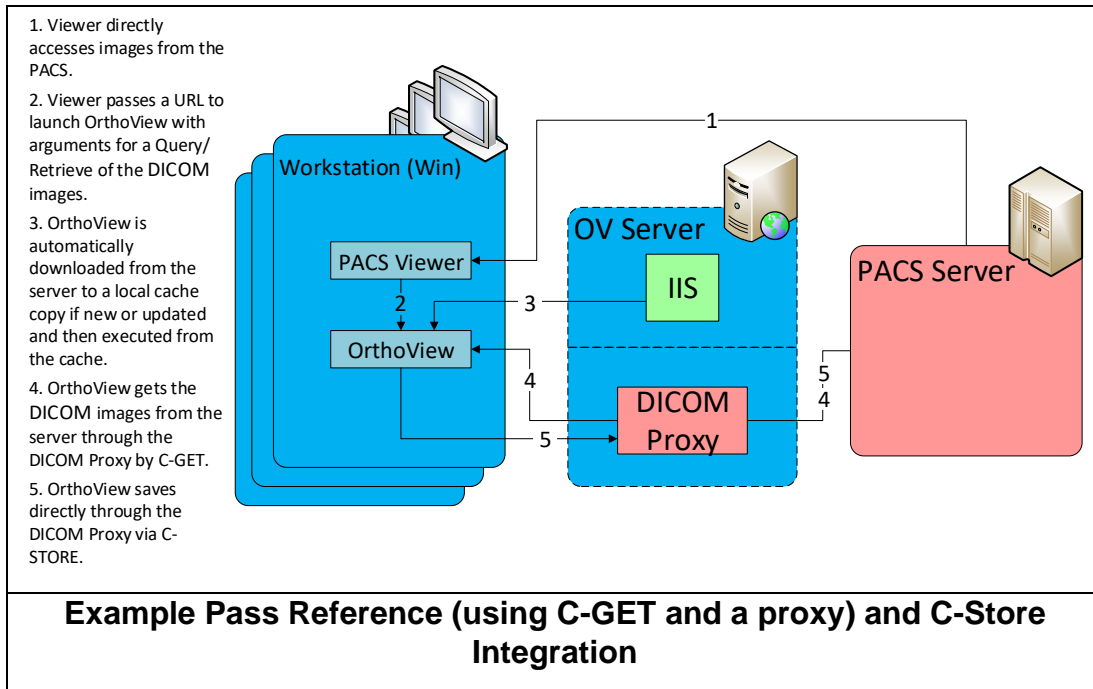 1. Viewer directly
accesses images from the
PACS.
2. Viewer passes a URL to
launch OrthoView with
arguments for a Query/
Retrieve of the DICOM
images.
3. OrthoView is
automatically
downloaded from the
server to a local cache
copy if new or updated
and then executed from
the cache.
4. OrthoView gets the
DICOM images from the
server through the
DICOM Proxy by C-GET.
5. OrthoView saves
directly through the
DICOM Proxy via C-
STORE.
1
Workstation (Win)
OV Server
PACS Server
PACS Viewer
IIS
2
3
OrthoView
4
5
4
DICOM
Proxy
5
Example Pass Reference (using C-GET and a proxy) and C-Store
Integration